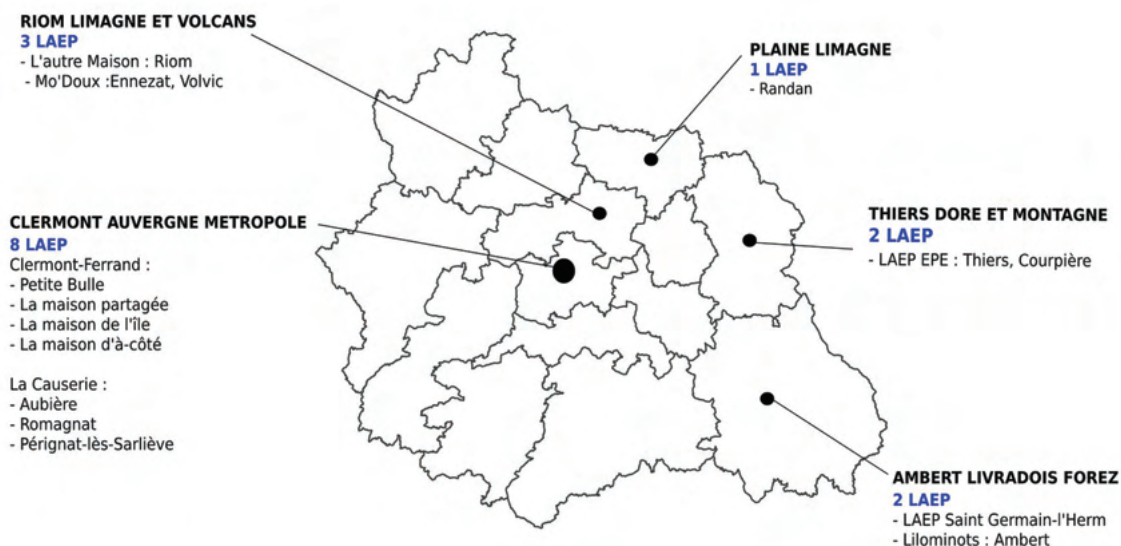 RIOM LIMAGNE ET VOLCANS
3 LAEP
- L'autre Maison : Riom
- Mo'Doux :Ennezat, Volvic
PLAINE LIMAGNE
1 LAEP
- Randan
CLERMONT AUVERGNE METROPOLE
8 LAEP
Clermont-Ferrand :
- Petite Bulle
- La maison partagée
- La maison de l'île
- La maison d'à-côté
La Causerie :
- Aubière
- Romagnat
- Pérignat-lès-Sarliève
THIERS DORE ET MONTAGNE
2 LAEP
- LAEP EPE : Thiers, Courpière
AMBERT LIVRADOIS FOREZ
2 LAEP
- LAEP Saint Germain-l'Herm
- Lilominots : Ambert